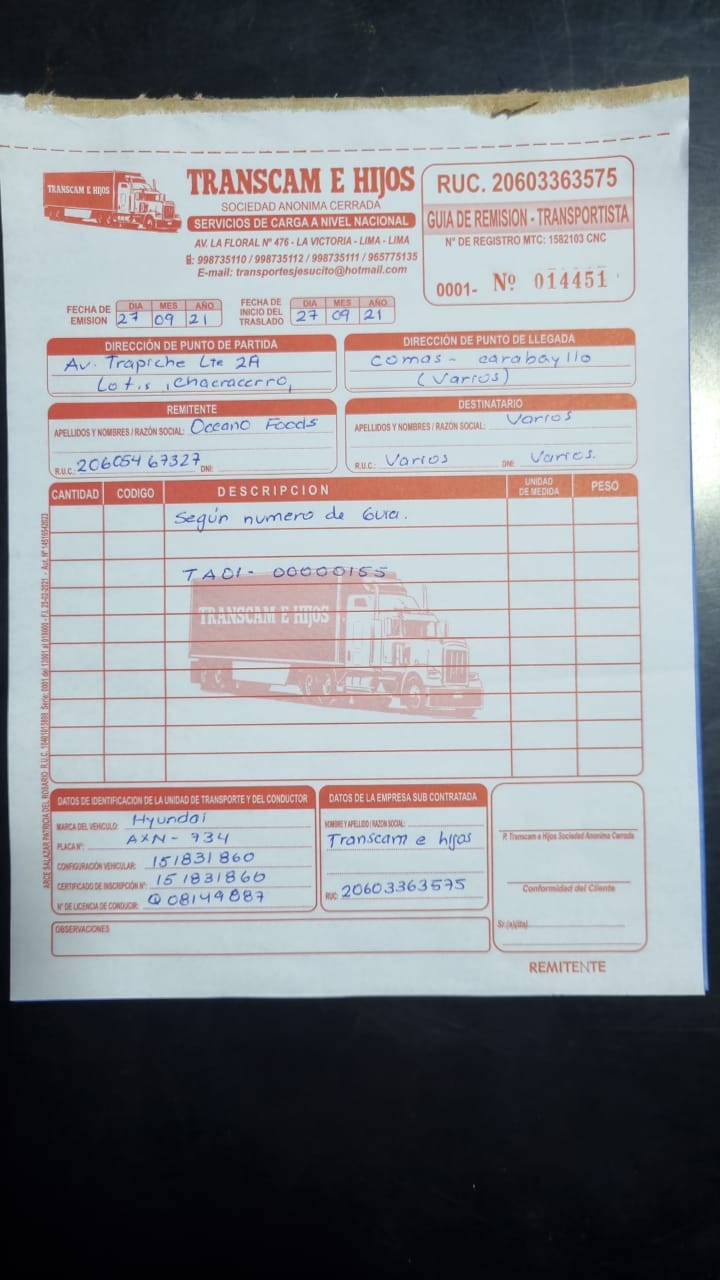 TRANSCAM E HIJOS
TRANSCAM E HIJOS
SOCIEDAD ANONIMA CERRADA
SERVICIOS DE CARGA A NIVEL NACIONAL
AV. LA FLORAL Nº 476 - LA VICTORIA - LIMA - LIMA
: 998735110 / 998735112 / 998735111 / 965775135
E-mail: transportesjesucito@hotmail.com
RUC. 20603363575
GUIA DE REMISION - TRANSPORTISTA
N° DE REGISTRO MTC: 1582103 CNC
0001- Nº 014451
FECHA DE EMISION DIA MES AÑO
27 09 21
FECHA DE INICIO DEL TRASLADO DIA MES AÑO
27 09 21
DIRECCIÓN DE PUNTO DE PARTIDA
Av. Trapiche Lte 2A
Lot.s, chacracerro,
DIRECCIÓN DE PUNTO DE LLEGADA
Comas - carabayllo
(Varios)
REMITENTE
APELLIDOS Y NOMBRES / RAZÓN SOCIAL: Oceano Foods
R.U.C.: 20605467327 DNI:
DESTINATARIO
APELLIDOS Y NOMBRES / RAZÓN SOCIAL: Varios
R.U.C.: Varios DNI: Varios.
CANTIDAD CODIGO DESCRIPCION UNIDAD DE MEDIDA PESO
Según numero de Guia.
TA01- 00000155
TRANSCAM E HIJOS
DATOS DE IDENTIFICACION DE LA UNIDAD DE TRANSPORTE Y DEL CONDUCTOR
MARCA DEL VEHICULO: Hyundai
PLACA Nº: AXN-734
CONFIGURACIÓN VEHICULAR: 151831860
CERTIFICADO DE INSCRIPCIÓN Nº: 151831860
N° DE LICENCIA DE CONDUCIR: Q08149887
DATOS DE LA EMPRESA SUB CONTRATADA
NOMBRE Y APELLIDO / RAZON SOCIAL:
Transcam e hijos
RUC: 20603363575
P. Transcam e Hijos Sociedad Anonima Cerrada
Conformidad del Cliente
Sr (a)(ita)
OBSERVACIONES
REMITENTE